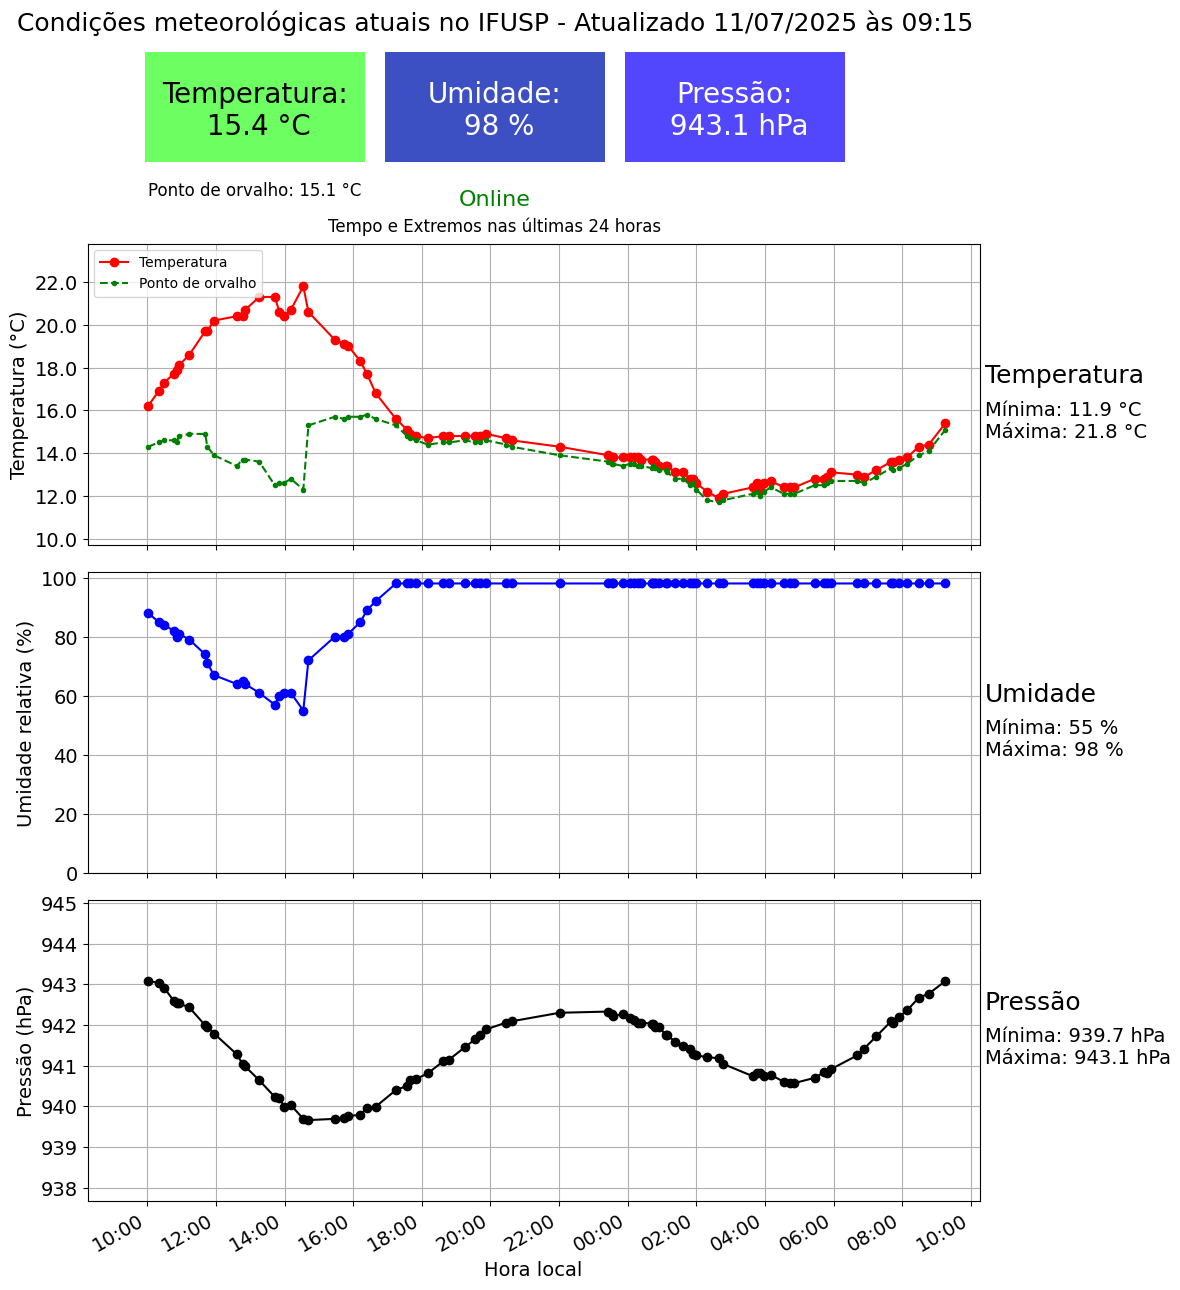 Condições meteorológicas atuais no IFUSP - Atualizado 11/07/2025 às 09:15
Temperatura:
15.4 °C
Umidade:
98 %
Pressão:
943.1 hPa
Ponto de orvalho: 15.1 °C
Online
Tempo e Extremos nas últimas 24 horas
Temperatura
Ponto de orvalho
Temperatura (°C)
22.0
20.0
18.0
16.0
14.0
12.0
10.0
Temperatura
Mínima: 11.9 °C
Máxima: 21.8 °C
Umidade relativa (%)
100
80
60
40
20
0
Umidade
Mínima: 55 %
Máxima: 98 %
Pressão (hPa)
945
944
943
942
941
940
939
938
Pressão
Mínima: 939.7 hPa
Máxima: 943.1 hPa
10:00
12:00
14:00
16:00
18:00
20:00
22:00
00:00
02:00
04:00
06:00
08:00
10:00
Hora local